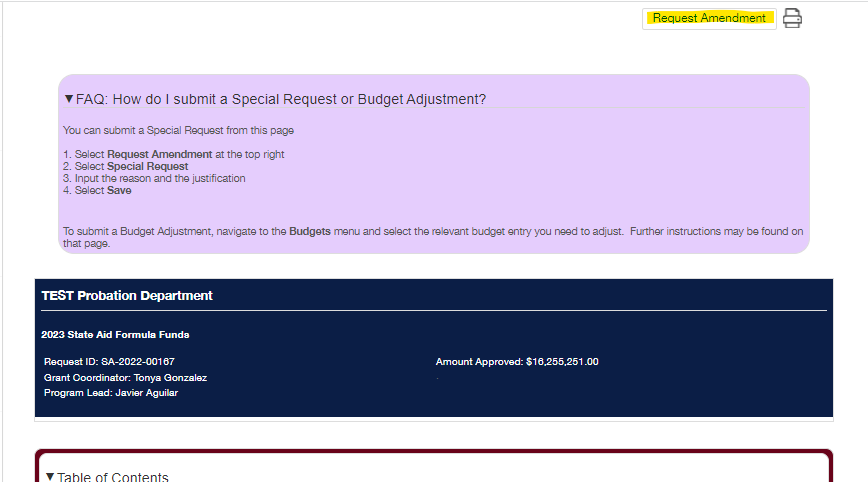 Request Amendment
▼FAQ: How do I submit a Special Request or Budget Adjustment?
You can submit a Special Request from this page
1. Select Request Amendment at the top right
2. Select Special Request
3. Input the reason and the justification
4. Select Save
To submit a Budget Adjustment, navigate to the Budgets menu and select the relevant budget entry you need to adjust.  Further instructions may be found on
that page.
TEST Probation Department
2023 State Aid Formula Funds
Request ID: SA-2022-00167
Amount Approved: $16,255,251.00
Grant Coordinator: Tonya Gonzalez
Program Lead: Javier Aguilar
▼Table of Contents